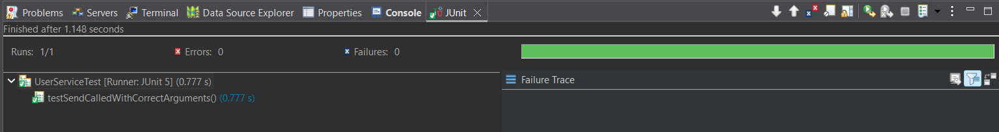 Problems Servers Terminal Data Source Explorer Properties Console JUnit
Finished after 1.148 seconds
Runs: 1/1 Errors: 0 Failures: 0
UserServiceTest [Runner: JUnit 5] (0.777 s)
Failure Trace
testSendCalledWithCorrectArguments() (0.777 s)